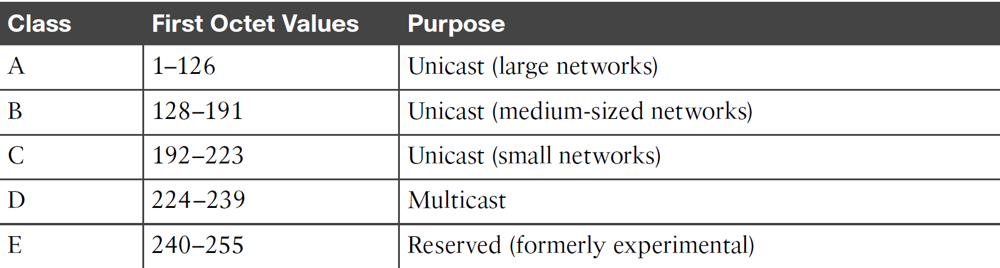 Class First Octet Values Purpose
A 1–126 Unicast (large networks)
B 128–191 Unicast (medium-sized networks)
C 192–223 Unicast (small networks)
D 224–239 Multicast
E 240–255 Reserved (formerly experimental)